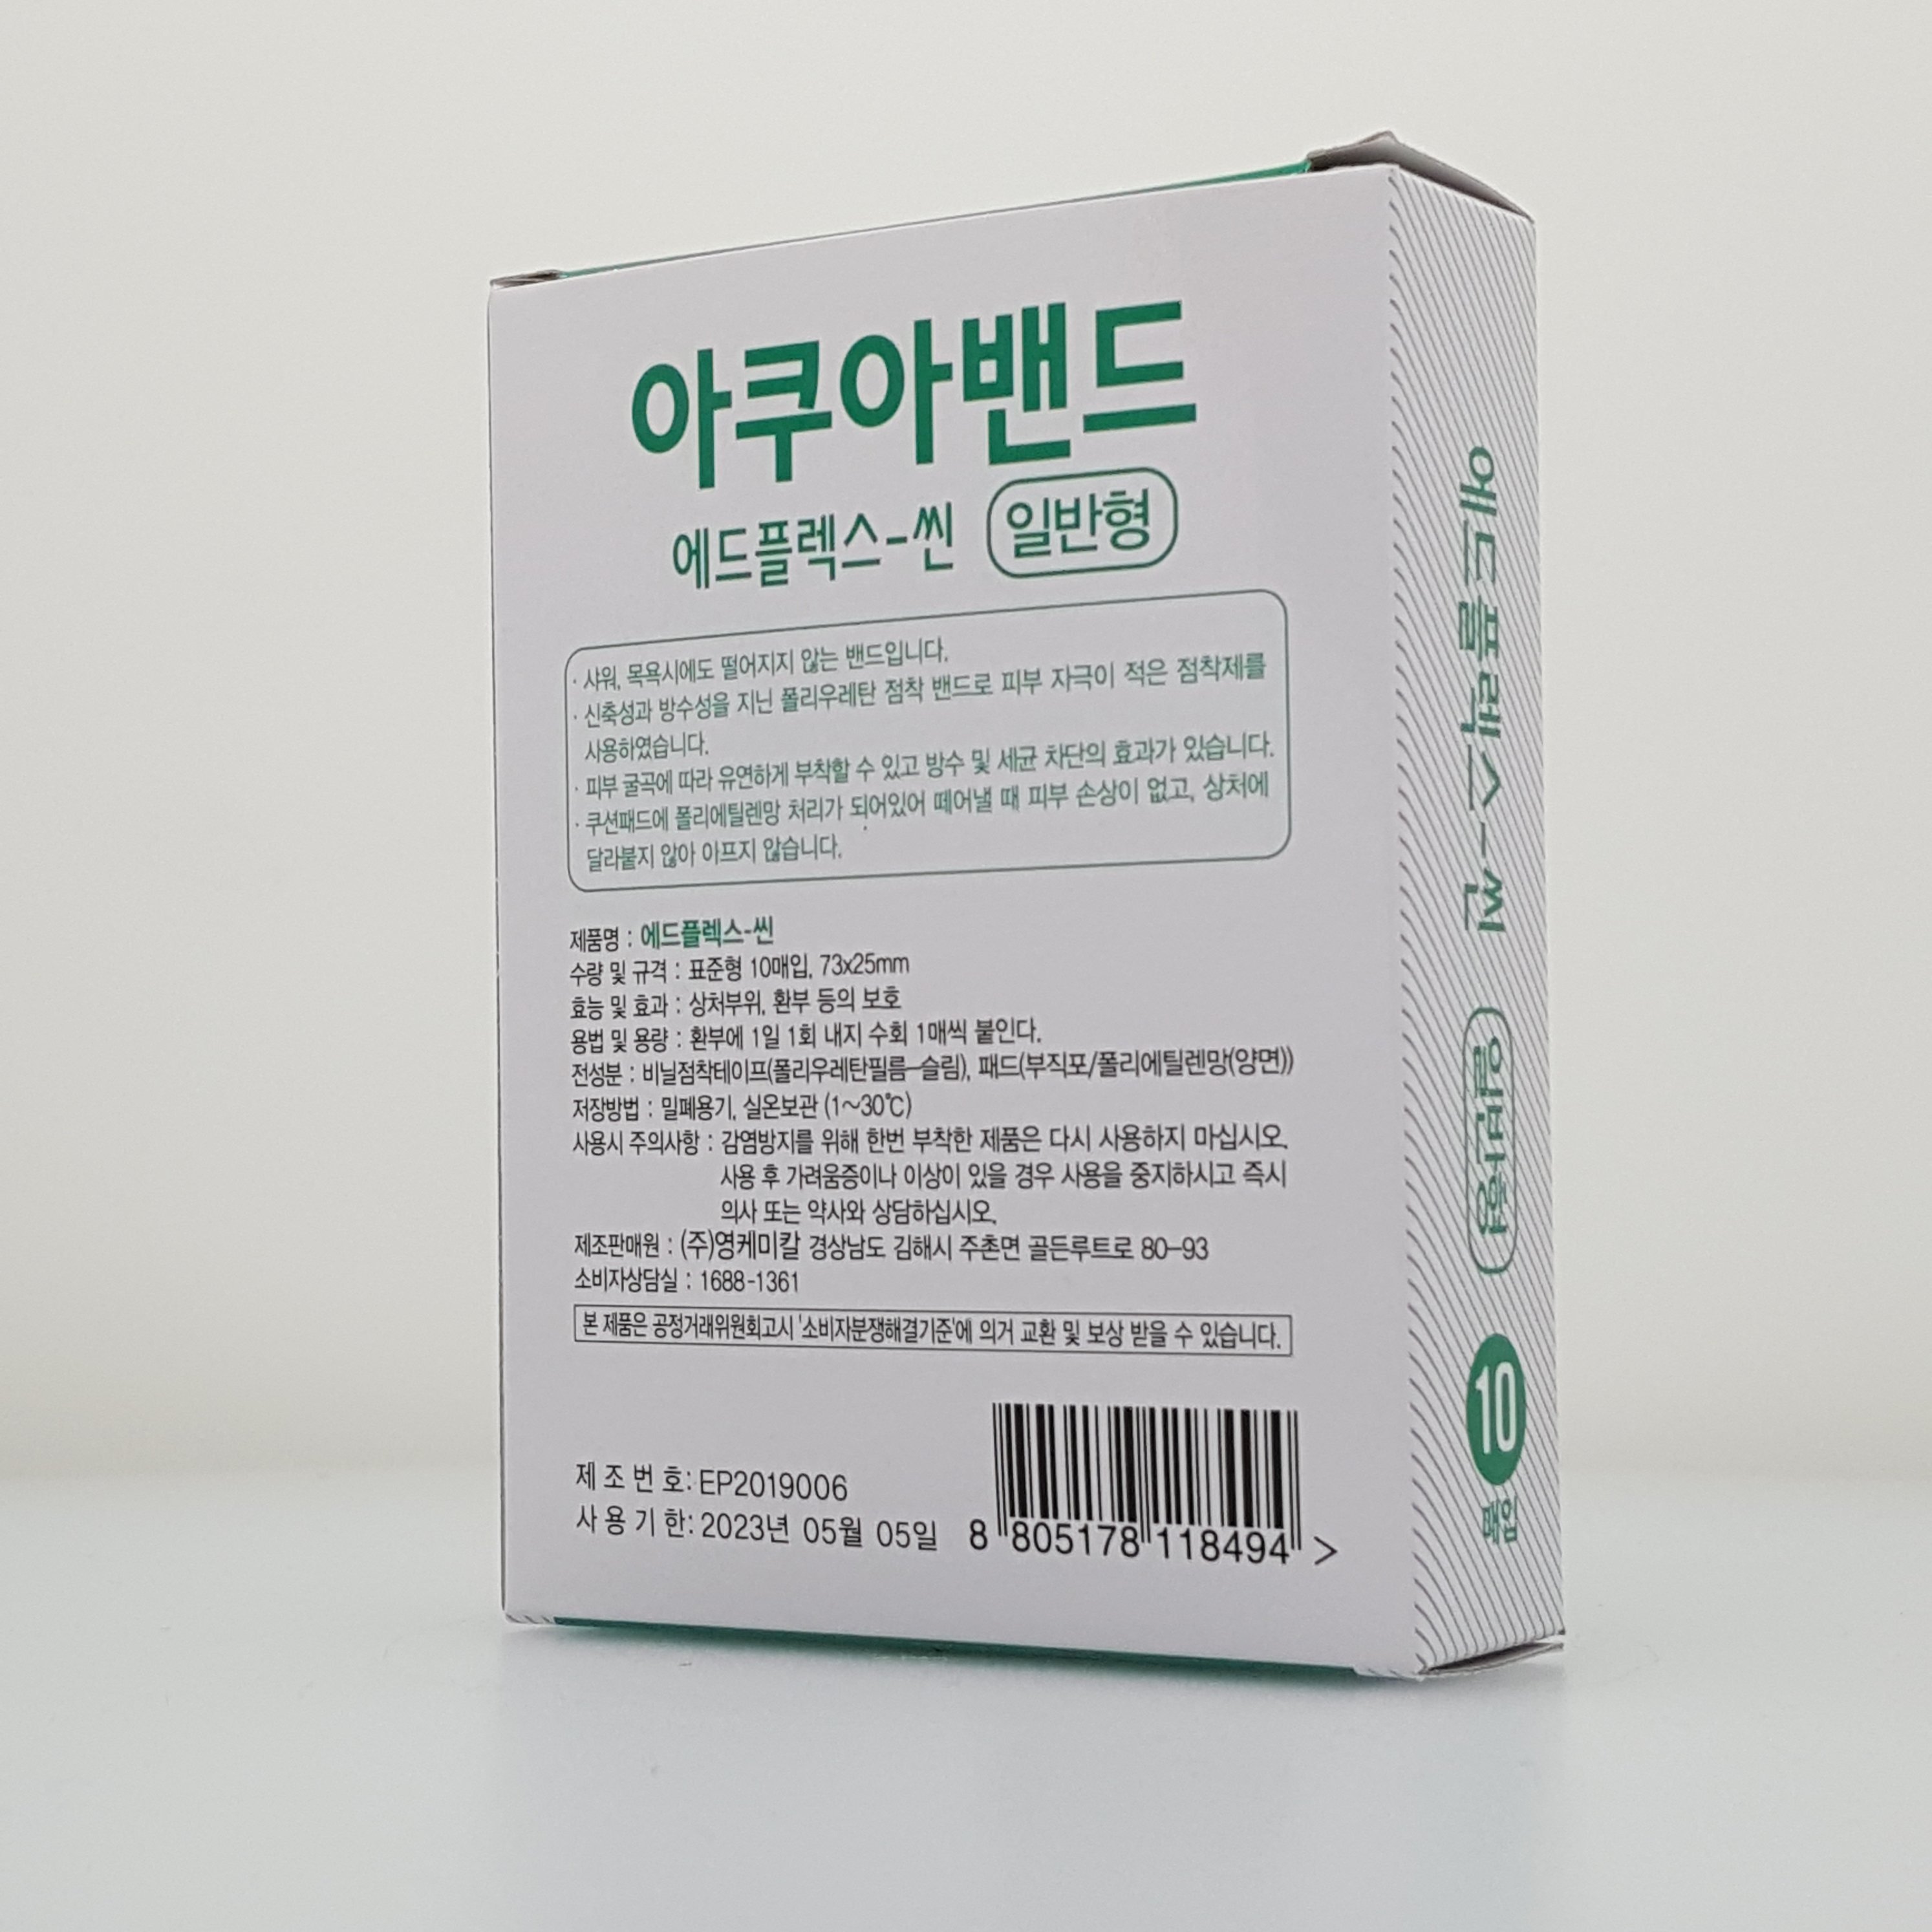 아쿠아밴드
에드플렉스-씬 일반형
· 샤워, 목욕시에도 떨어지지 않는 밴드입니다.
· 신축성과 방수성을 지닌 폴리우레탄 점착 밴드로 피부 자극이 적은 점착제를
사용하였습니다.
· 피부 굴곡에 따라 유연하게 부착할 수 있고 방수 및 세균 차단의 효과가 있습니다.
· 쿠션패드에 폴리에틸렌망 처리가 되어있어 떼어낼 때 피부 손상이 없고, 상처에
달라붙지 않아 아프지 않습니다.
제품명 : 에드플렉스-씬
수량 및 규격 : 표준형 10매입, 73x25mm
효능 및 효과 : 상처부위, 환부 등의 보호
용법 및 용량 : 환부에 1일 1회 내지 수회 1매씩 붙인다.
전성분 : 비닐점착테이프(폴리우레탄필름-슬림), 패드(부직포/폴리에틸렌망(양면))
저장방법 : 밀폐용기, 실온보관 (1~30℃)
사용시 주의사항 : 감염방지를 위해 한번 부착한 제품은 다시 사용하지 마십시오.
사용 후 가려움증이나 이상이 있을 경우 사용을 중지하시고 즉시
의사 또는 약사와 상담하십시오.
제조판매원 : (주)영케미칼 경상남도 김해시 주촌면 골든루트로 80-93
소비자상담실 : 1688-1361
본 제품은 공정거래위원회고시 '소비자분쟁해결기준'에 의거 교환 및 보상 받을 수 있습니다.
제조번호: EP2019006
사용기한: 2023년 05월 05일
8 805178 118494 >
에드플렉스-씬 일반형 10 매입